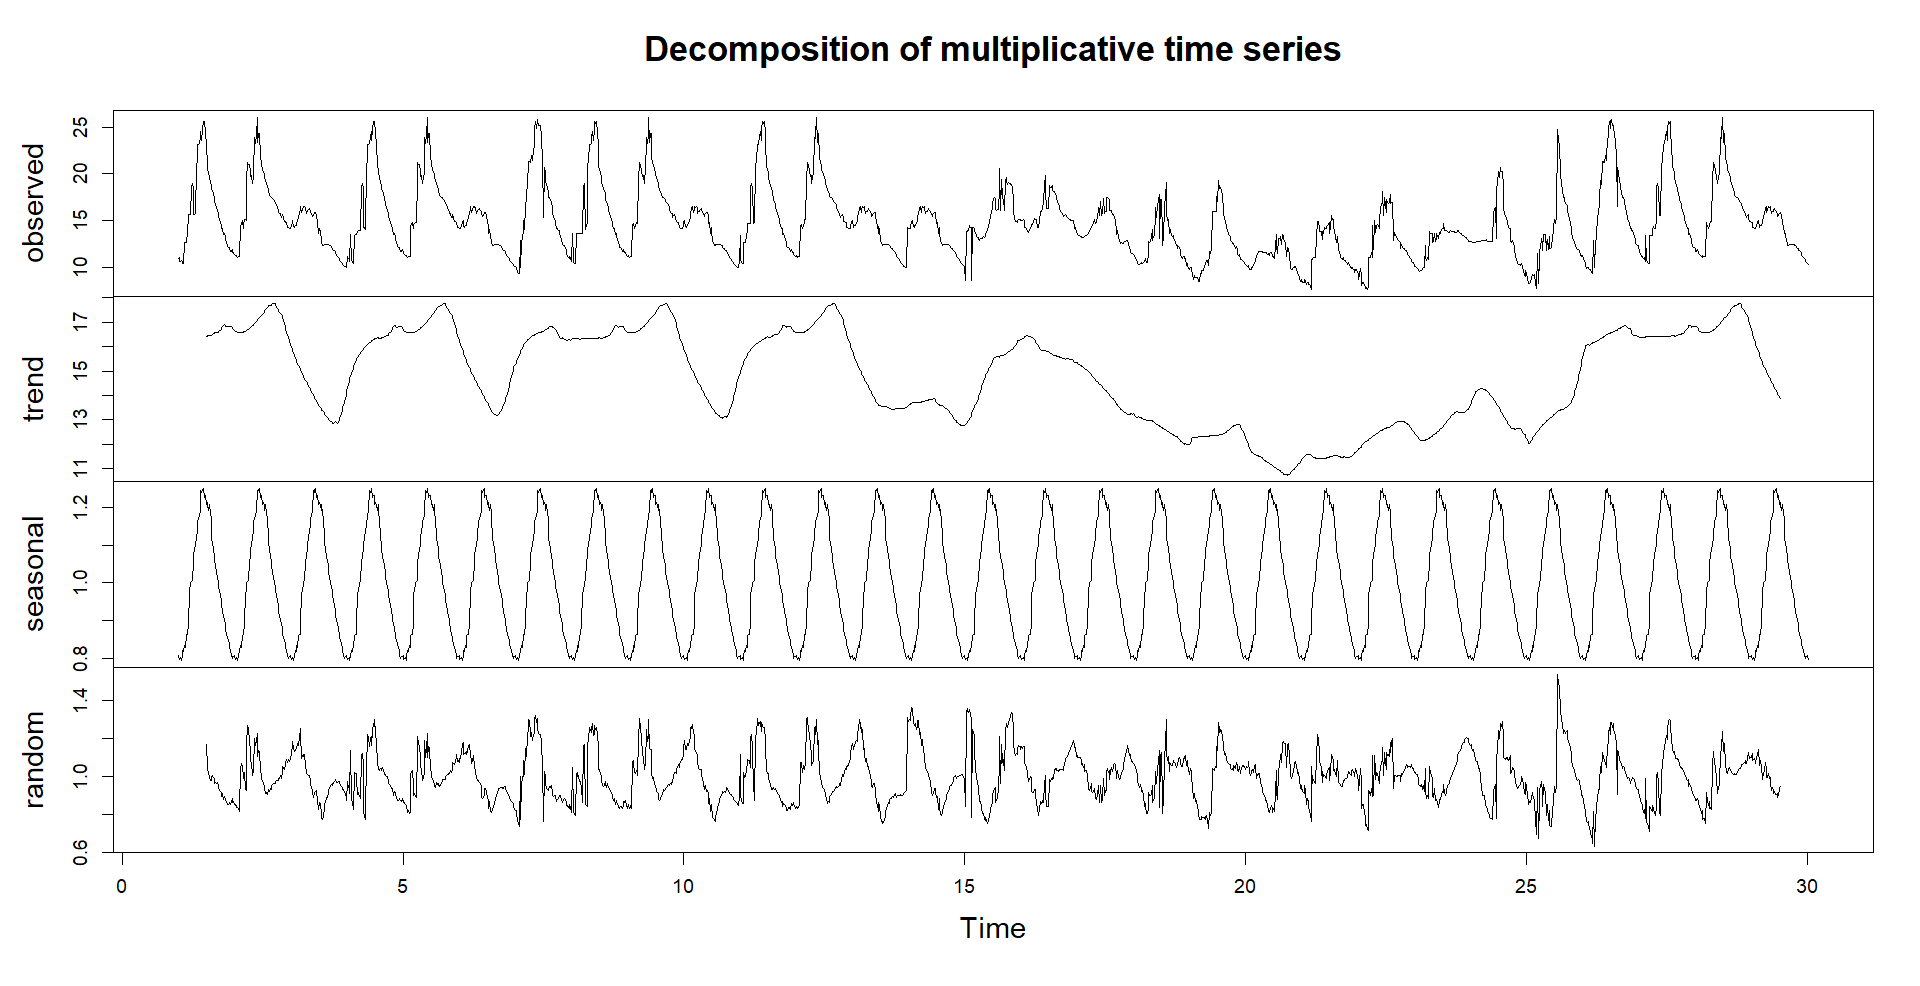 Decomposition of multiplicative time series
observed
10 15 20 25
trend
11 13 15 17
seasonal
0.8 1.0 1.2
random
0.6 1.0 1.4
0 5 10 15 20 25 30
Time